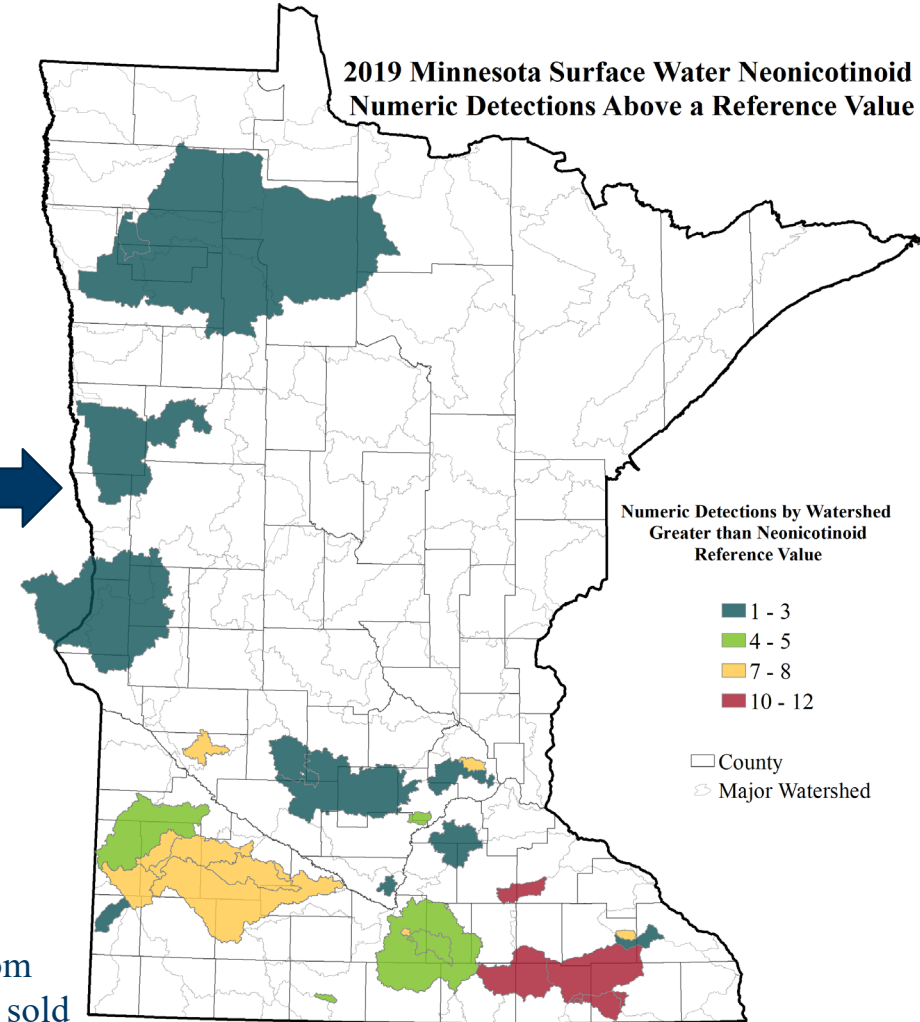 2019 Minnesota Surface Water Neonicotinoid
Numeric Detections Above a Reference Value
Numeric Detections by Watershed
Greater than Neonicotinoid
Reference Value
1 - 3
4 - 5
7 - 8
10 - 12
County
Major Watershed
sold